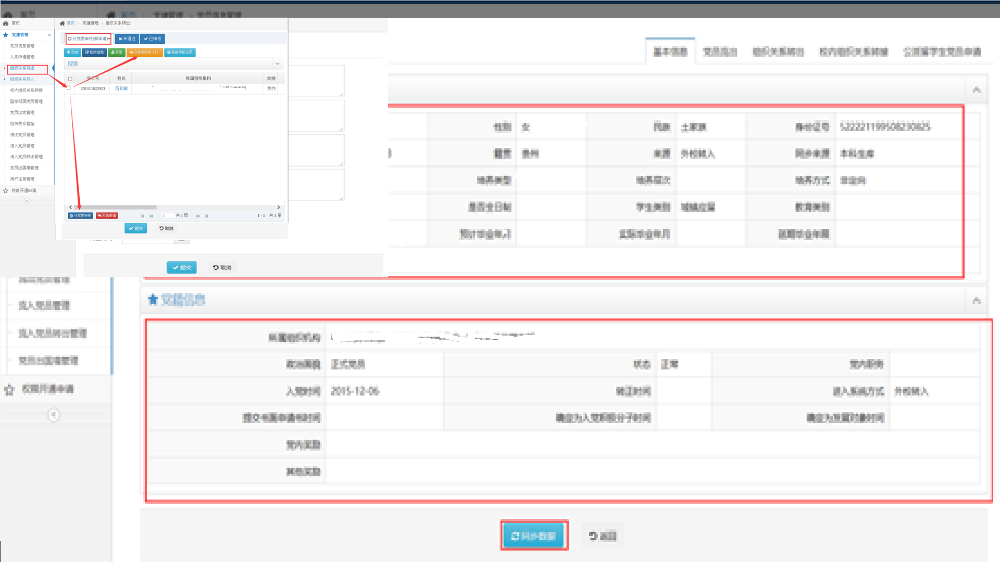 首页
党建管理
党员信息管理
入党申请管理
组织关系转出
组织关系转入
校内组织关系转接
留学归国党员管理
党员出党管理
组织关系暂留
流出党员管理
流入党员管理
流入党员转出管理
党员出国境管理
用户注册管理
权限开通申请
首页 > 党建管理 > 组织关系转出
分党委审核(新申请) 未通过 已审核
添加 修改信息 导出 分党委审核(1) 查看审批记录
搜索
学工号 姓名 所属组织机构 类别
201311022923 伍韵璇 京内
分党委审核 打回申请 1 共1页 1 - 1 共1条
提交 取消
提交 取消
流入党员管理
流入党员转出管理
党员出国境管理
权限开通申请
首页 党建管理 党员信息管理
基本信息 党员流出 组织关系转出 校内组织关系转接 公派留学生党员申请
性别 女 民族 土家族 身份证号 522221199508230825
籍贯 贵州 来源 外校转入 同步来源 本科生库
培养类型 培养层次 培养方式 非定向
是否全日制 学生类别 城镇应届 教育类别
预计毕业年月 实际毕业年月 延期毕业年限
党籍信息
所属组织机构
政治面貌 正式党员 状态 正常 党内职务
入党时间 2015-12-06 转正时间 进入系统方式 外校转入
提交书面申请书时间 确定为入党积极分子时间 确定为发展对象时间
党内奖励
其他奖励
同步数据 返回